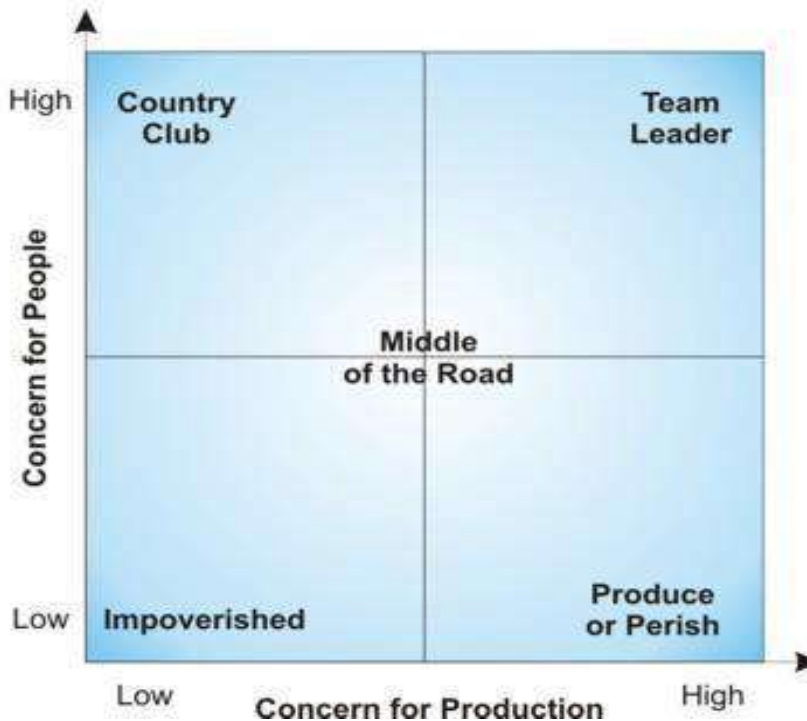 High
Country
Club
Team
Leader
Concern for People
Middle
of the Road
Low
Impoverished
Produce
or Perish
Low
Concern for Production
High